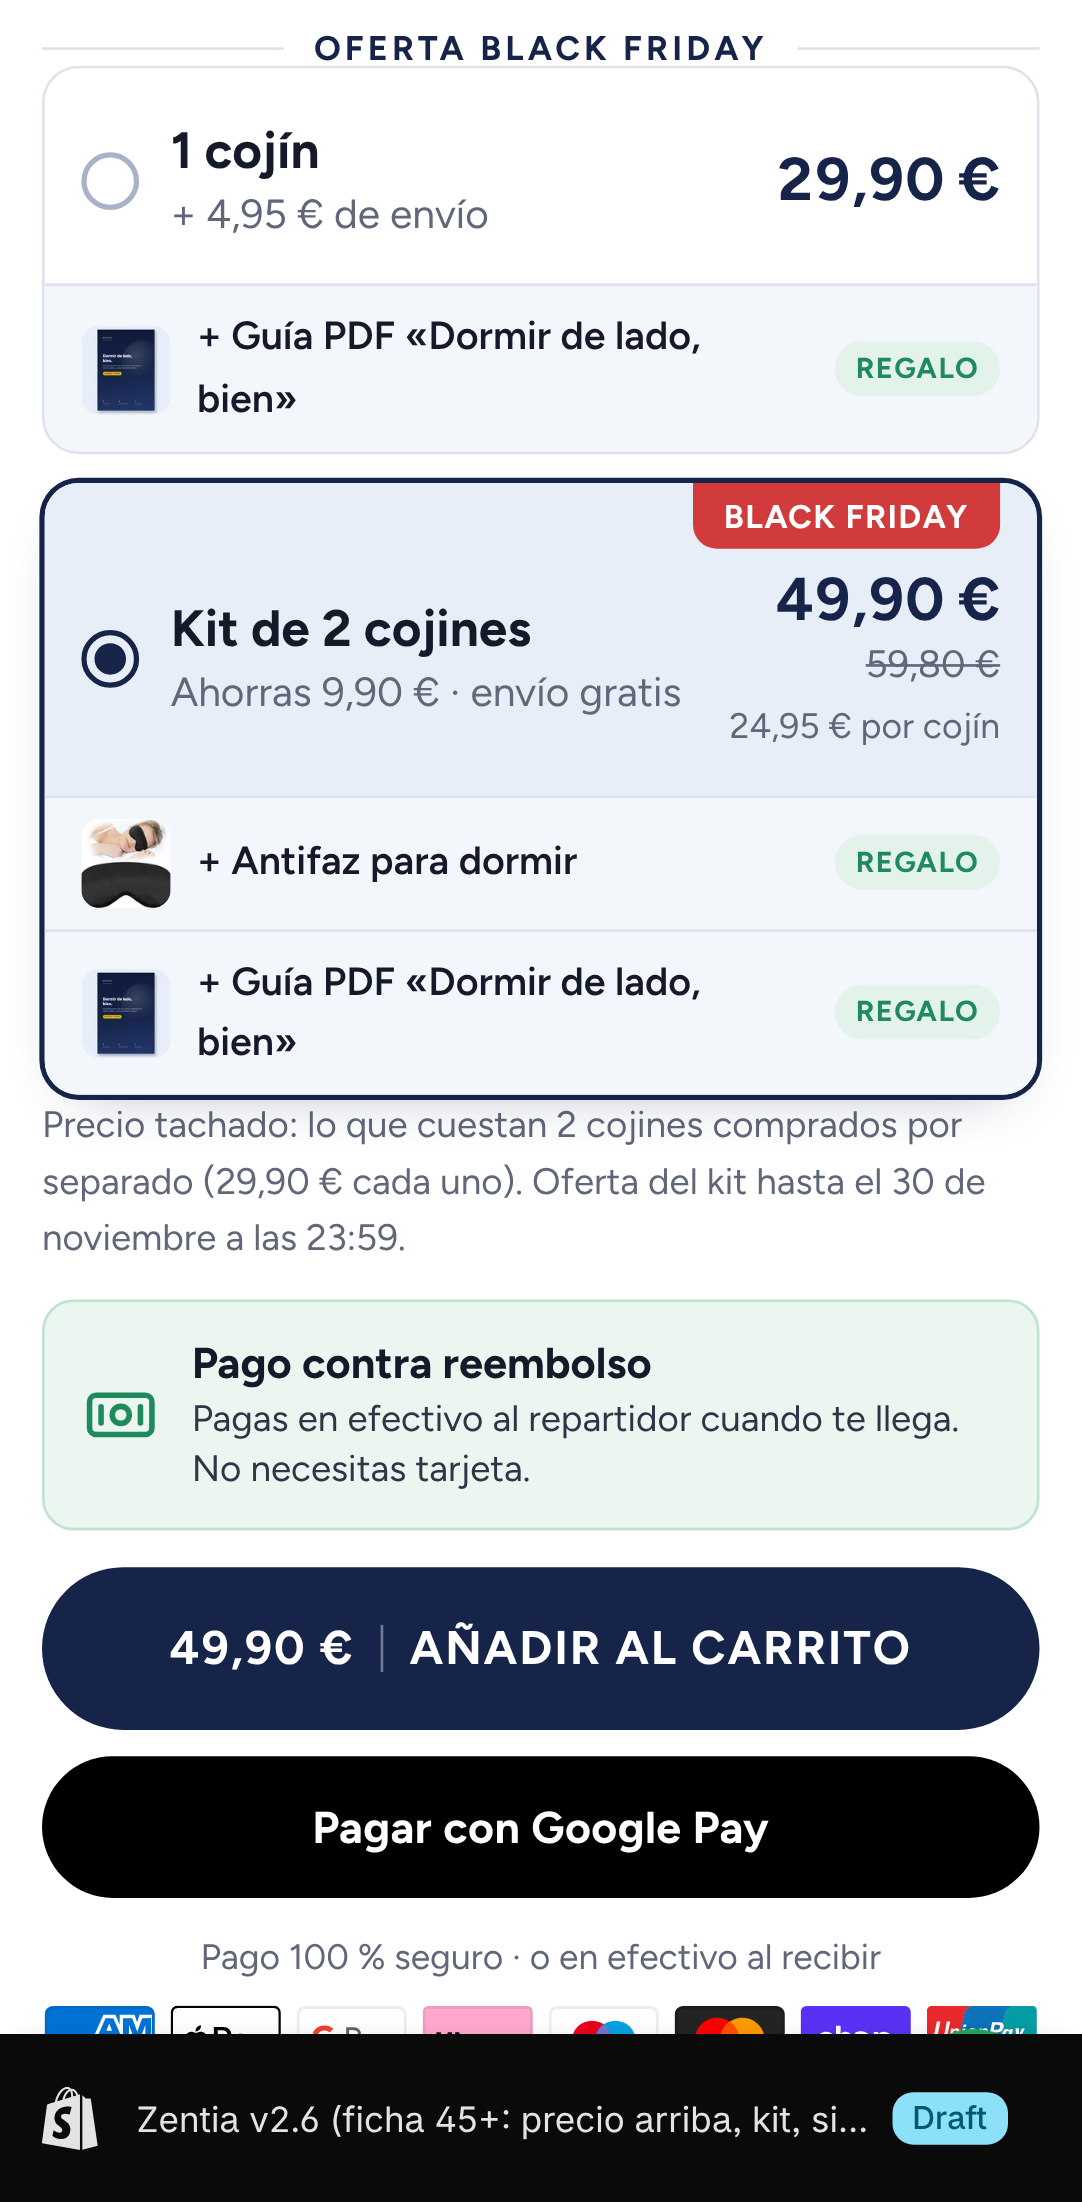 OFERTA BLACK FRIDAY
1 cojín
29,90 €
+ 4,95 € de envío
+ Guía PDF «Dormir de lado,
bien»
REGALO
BLACK FRIDAY
49,90 €
Kit de 2 cojines
59,80 €
Ahorras 9,90 € · envío gratis
24,95 € por cojín
+ Antifaz para dormir
REGALO
+ Guía PDF «Dormir de lado,
bien»
REGALO
Precio tachado: lo que cuestan 2 cojines comprados por
separado (29,90 € cada uno). Oferta del kit hasta el 30 de
noviembre a las 23:59.
Pago contra reembolso
Pagas en efectivo al repartidor cuando te llega.
No necesitas tarjeta.
49,90 € | AÑADIR AL CARRITO
Pagar con Google Pay
Pago 100 % seguro · o en efectivo al recibir
AM
UnionPay
Zentia v2.6 (ficha 45+: precio arriba, kit, si...
Draft